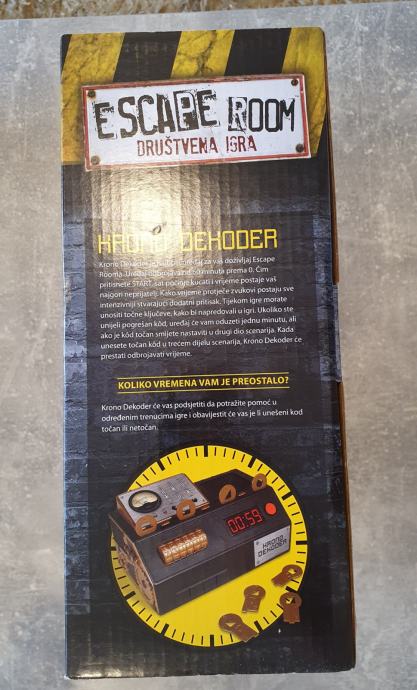 ESCAPE ROOM
DRUŠTVENA IGRA
KRONO DEKODER
Krono Dekoder je uređaj za vaš doživljaj Escape
Rooma. Uređaj odbrojava od 60 minuta prema 0. Čim
pritisnete START, sat počinje kucati i vrijeme postaje vaš
najgori neprijatelj. Kako vrijeme protječe zvukovi postaju sve
intenzivniji stvarajući dodatni pritisak. Tijekom igre morate
unositi točne ključeve, kako bi napredovali u igri. Ukoliko ste
unijeli pogrešan kôd, uređaj će vam oduzeti jednu minutu, ali
ako je kôd točan smijete nastaviti u drugi dio scenarija. Kada
unesete točan kôd u trećem dijelu scenarija, Krono Dekoder će
prestati odbrojavati vrijeme.
KOLIKO VREMENA VAM JE PREOSTALO?
Krono Dekoder će vas podsjetiti da potražite pomoć u
određenim trenucima igre i obavijestit će vas je li unešeni kod
točan ili netočan.
00:59
KRONO
DEKODER